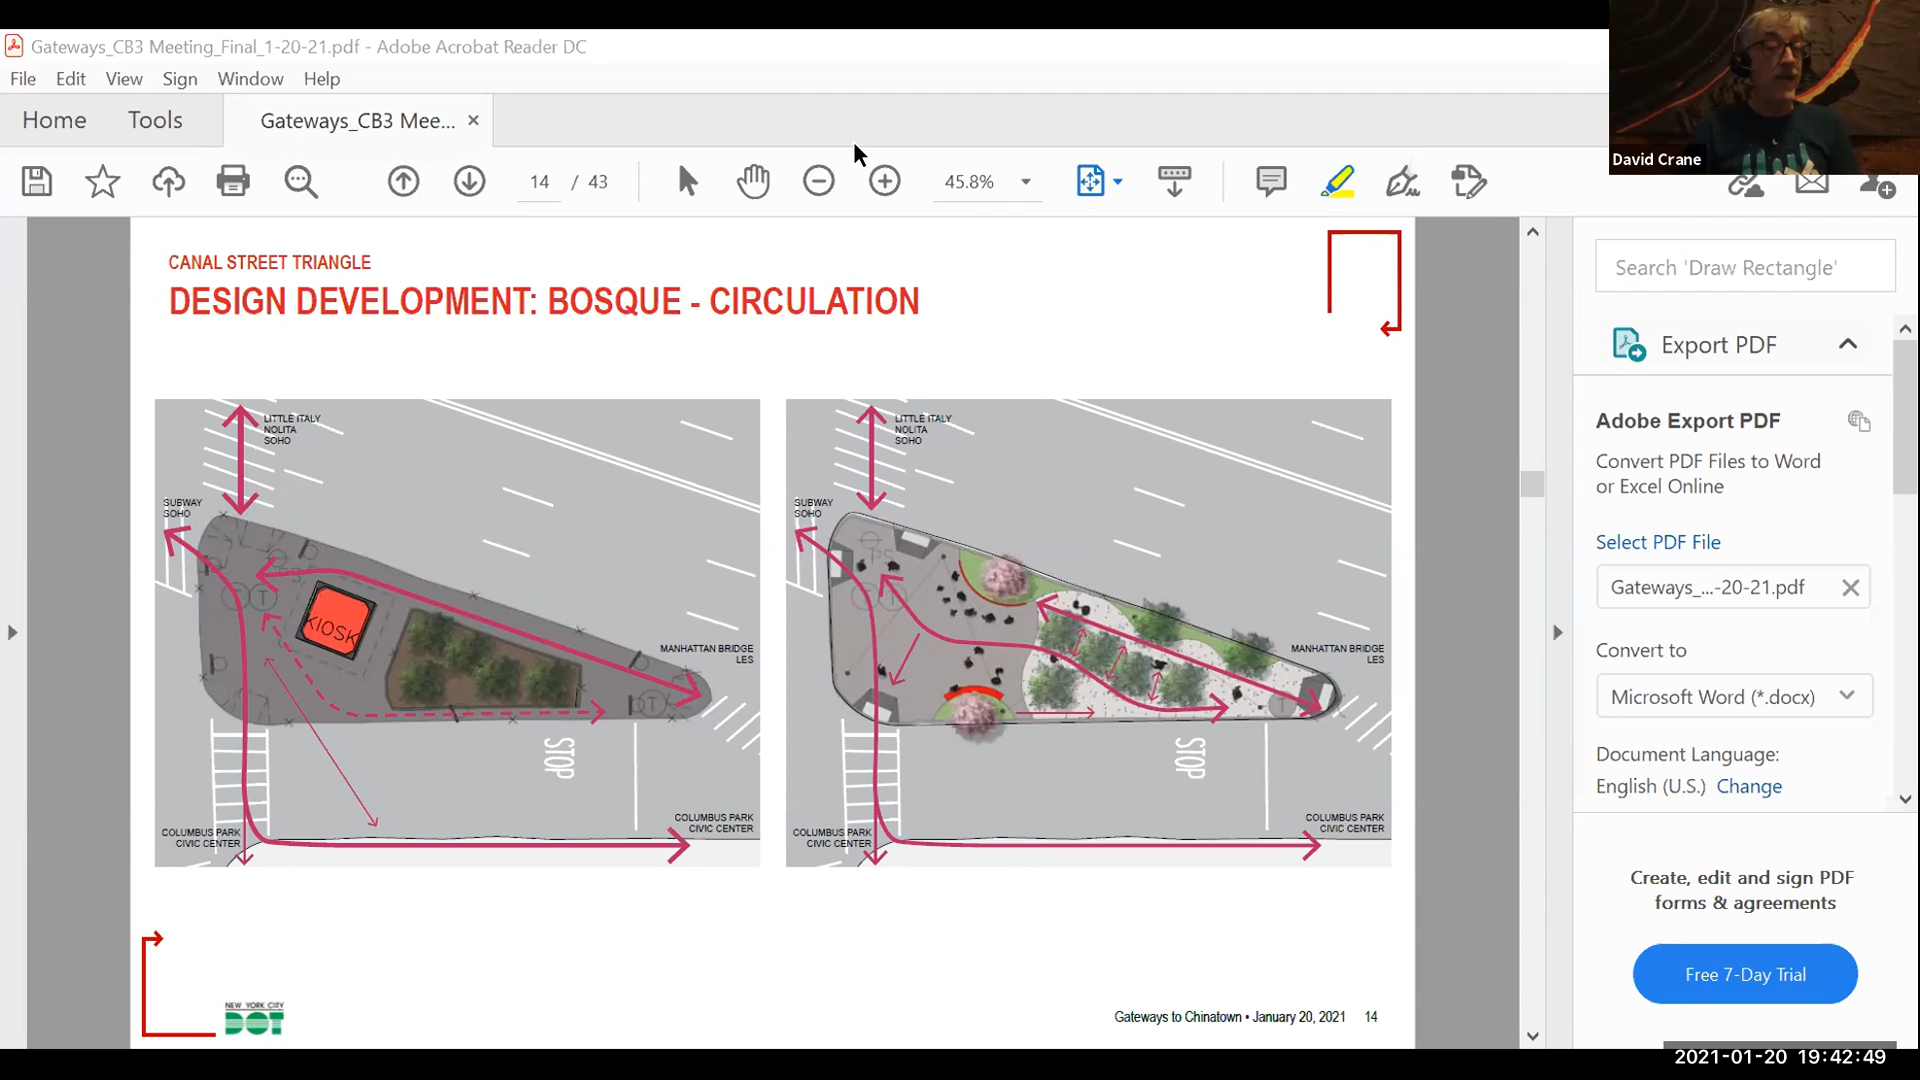 Gateways_CB3 Meeting_Final_1-20-21.pdf - Adobe Acrobat Reader DC
File Edit View Sign Window Help
Home Tools Gateways_CB3 Mee... ×
14 / 43 45.8%
David Crane
CANAL STREET TRIANGLE
DESIGN DEVELOPMENT: BOSQUE - CIRCULATION
LITTLE ITALY
NOLITA
SOHO
SUBWAY
SOHO
T
T
KIOSK
MANHATTAN BRIDGE
LES
STOP
COLUMBUS PARK
CIVIC CENTER
COLUMBUS PARK
CIVIC CENTER
LITTLE ITALY
NOLITA
SOHO
SUBWAY
SOHO
PS
T
T
MANHATTAN BRIDGE
LES
STOP
COLUMBUS PARK
CIVIC CENTER
COLUMBUS PARK
CIVIC CENTER
NEW YORK CITY
DOT
Gateways to Chinatown • January 20, 2021 14
Search 'Draw Rectangle'
Export PDF
Adobe Export PDF
Convert PDF Files to Word
or Excel Online
Select PDF File
Gateways_...-20-21.pdf
Convert to
Microsoft Word (*.docx)
Document Language:
English (U.S.) Change
Create, edit and sign PDF
forms & agreements
Free 7-Day Trial
2021-01-20 19:42:49